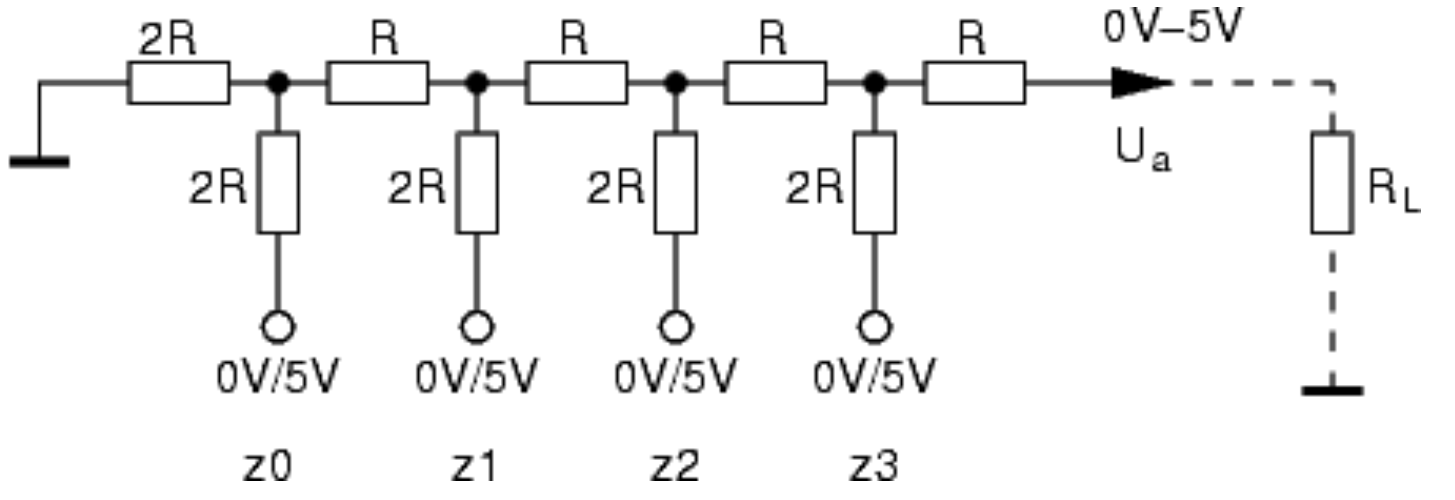 2R R R R R 0V–5V
U_a
2R 2R 2R 2R R_L
0V/5V 0V/5V 0V/5V 0V/5V
z0 z1 z2 z3